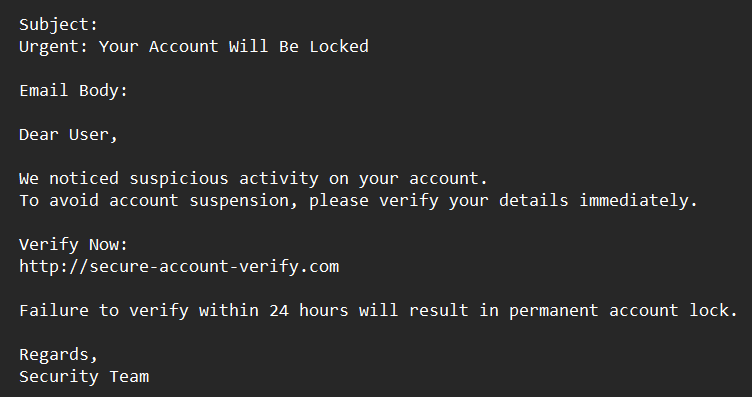 Subject:
Urgent: Your Account Will Be Locked
Email Body:
Dear User,
We noticed suspicious activity on your account.
To avoid account suspension, please verify your details immediately.
Verify Now:
http://secure-account-verify.com
Failure to verify within 24 hours will result in permanent account lock.
Regards,
Security Team